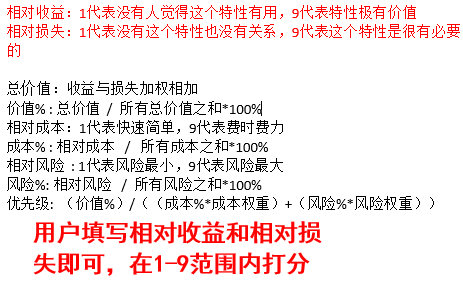 相对收益：1代表没有人觉得这个特性有用，9代表特性极有价值
相对损失：1代表没有这个特性也没有关系，9代表这个特性是很有必要
的
总价值：收益与损失加权相加
价值%：总价值 / 所有总价值之和*100%
相对成本：1代表快速简单，9代表费时费力
成本%：相对成本 / 所有成本之和*100%
相对风险：1代表风险最小，9代表风险最大
风险%: 相对风险 / 所有风险之和*100%
优先级: （价值%）/（（成本%*成本权重）+（风险%*风险权重））
用户填写相对收益和相对损
失即可，在1-9范围内打分